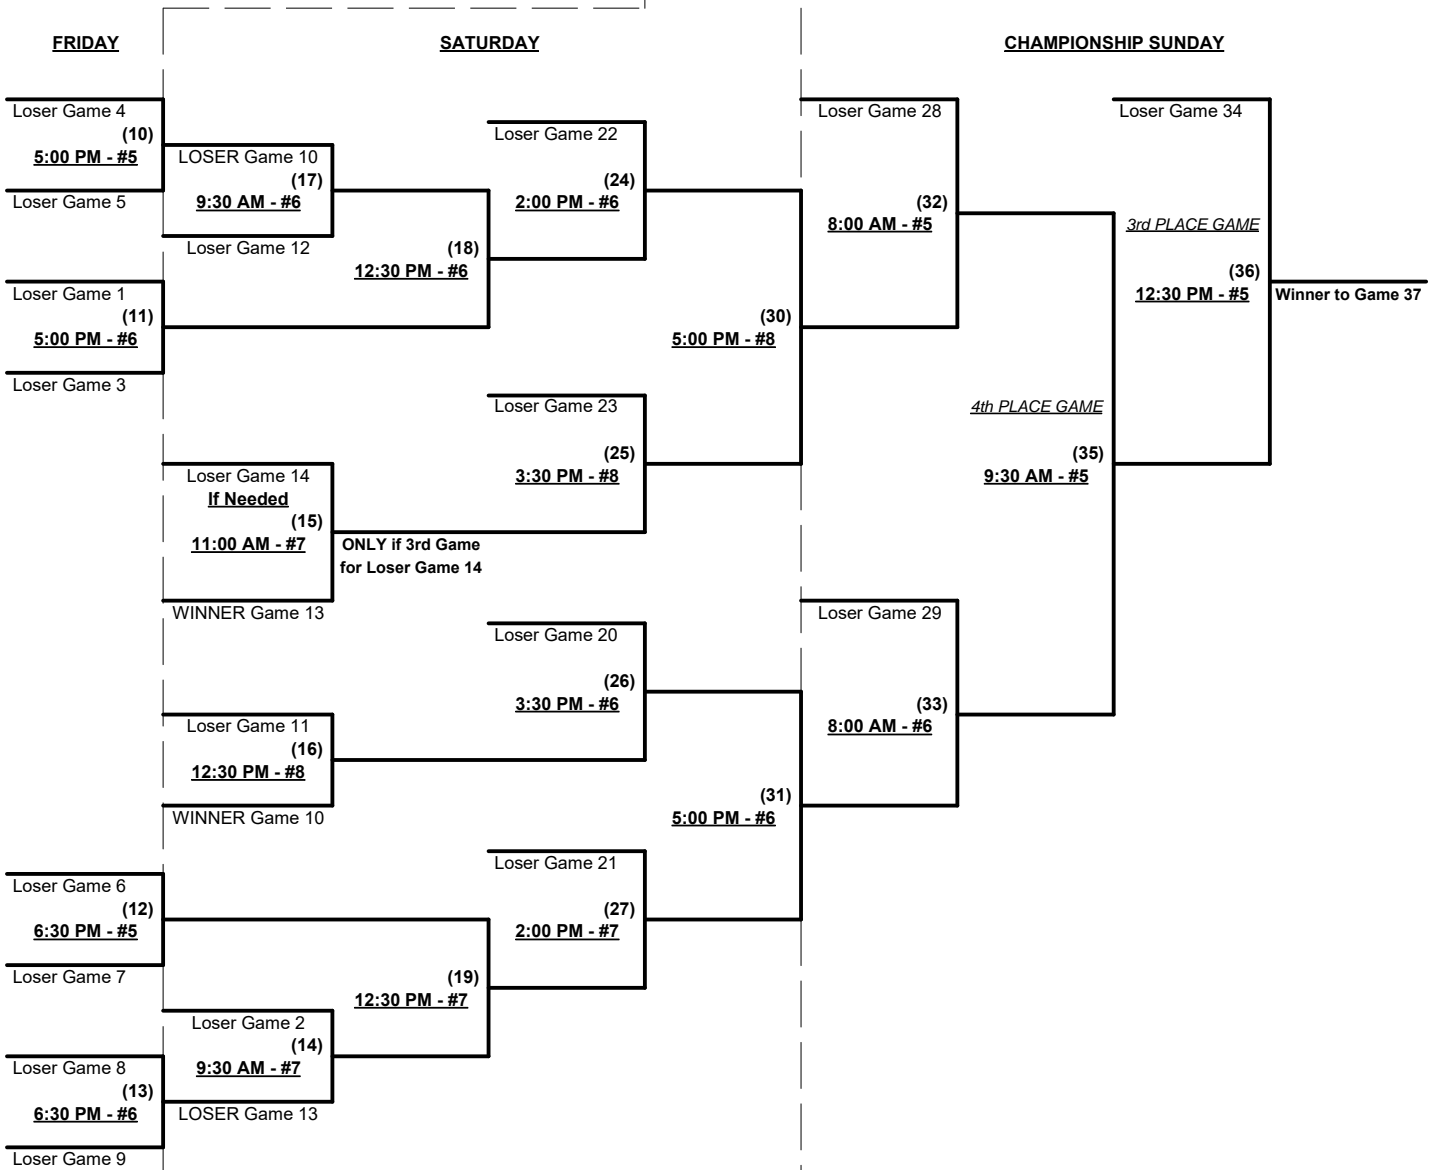 FRIDAY
SATURDAY
CHAMPIONSHIP SUNDAY
Loser Game 4
(10)
5:00 PM - #5
Loser Game 5
LOSER Game 10
(17)
9:30 AM - #6
Loser Game 12
Loser Game 1
(11)
5:00 PM - #6
Loser Game 3
(18)
12:30 PM - #6
Loser Game 22
(24)
2:00 PM - #6
Loser Game 14
If Needed
(15)
11:00 AM - #7
WINNER Game 13
ONLY if 3rd Game
for Loser Game 14
Loser Game 23
(25)
3:30 PM - #8
(30)
5:00 PM - #8
Loser Game 28
(32)
8:00 AM - #5
Loser Game 11
(16)
12:30 PM - #8
WINNER Game 10
Loser Game 20
(26)
3:30 PM - #6
Loser Game 6
(12)
6:30 PM - #5
Loser Game 7
Loser Game 8
(13)
6:30 PM - #6
Loser Game 9
Loser Game 2
(14)
9:30 AM - #7
LOSER Game 13
(19)
12:30 PM - #7
Loser Game 21
(27)
2:00 PM - #7
(31)
5:00 PM - #6
Loser Game 29
(33)
8:00 AM - #6
4th PLACE GAME
(35)
9:30 AM - #5
Loser Game 34
3rd PLACE GAME
(36)
12:30 PM - #5
Winner to Game 37